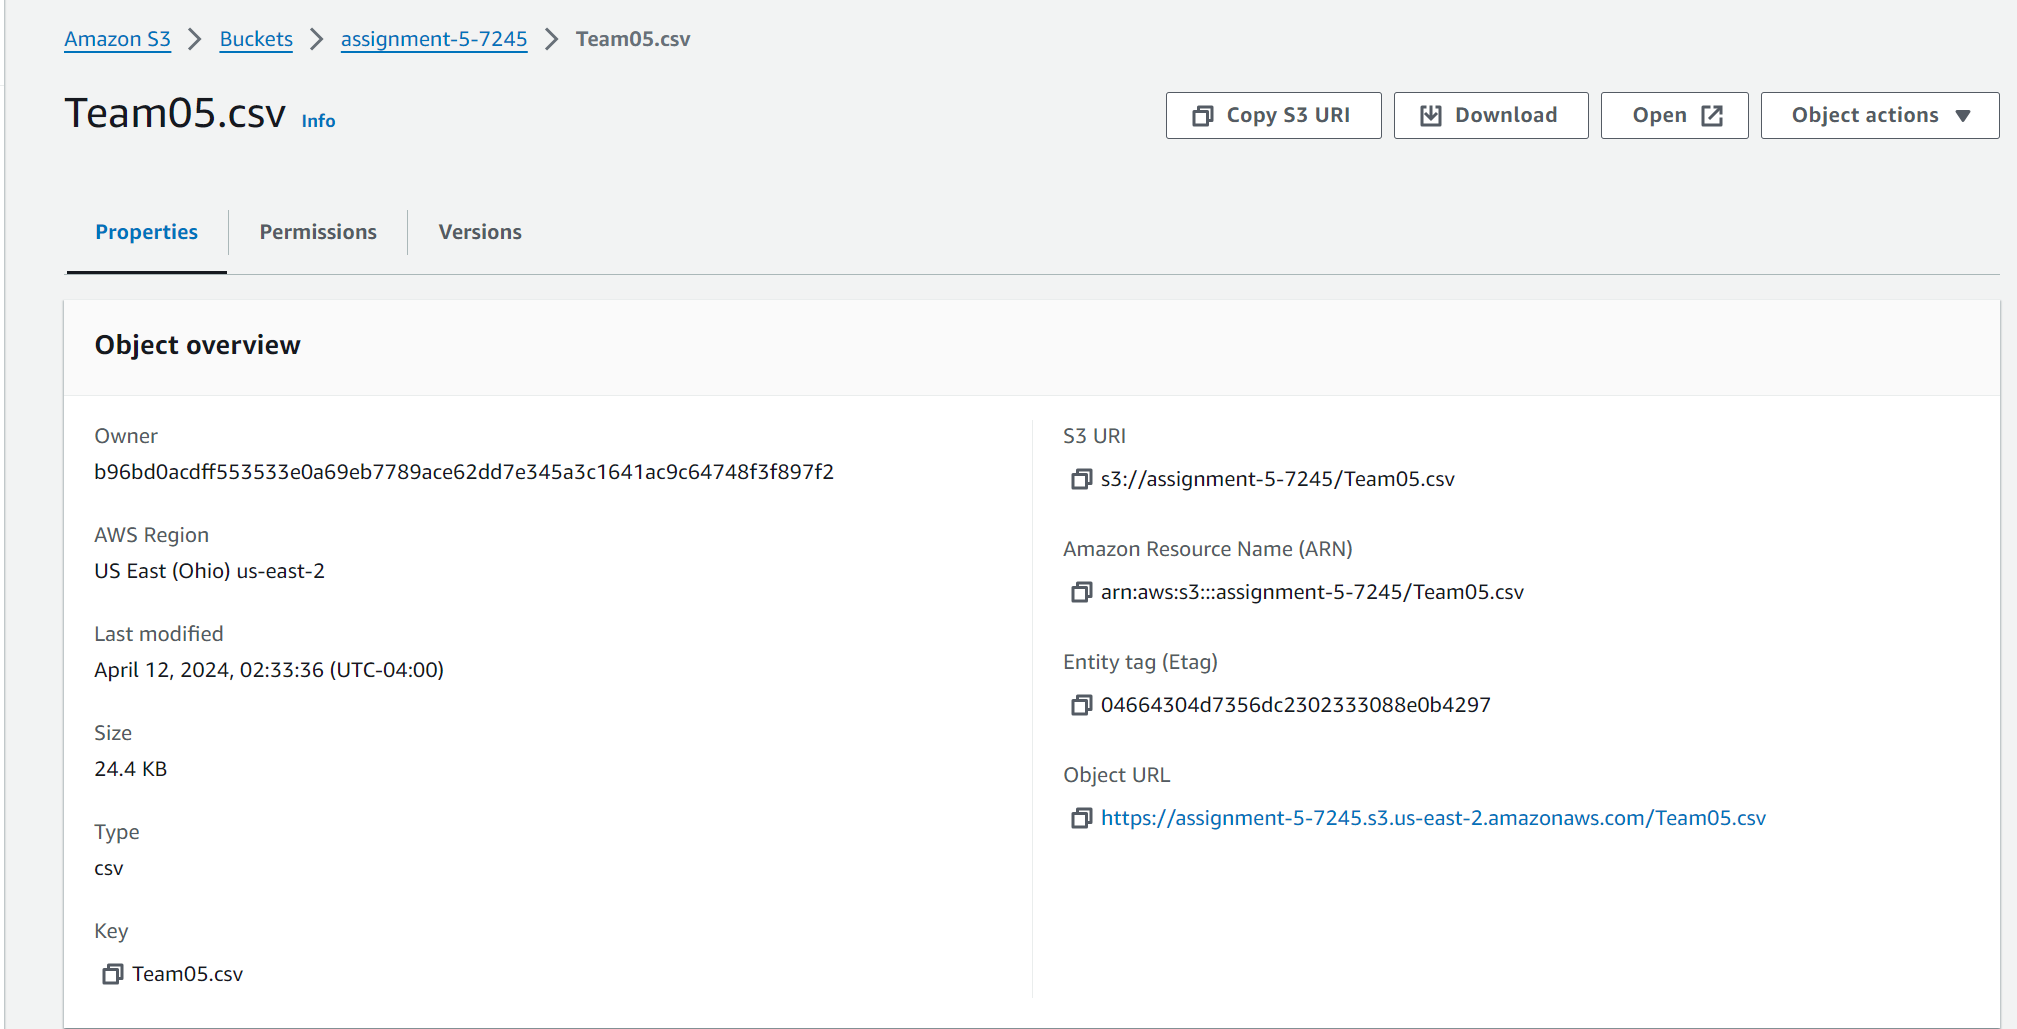 Amazon S3 Buckets assignment-5-7245 Team05.csv
Team05.csv Info
Copy S3 URI Download Open Object actions
Properties Permissions Versions
Object overview
Owner
b96bd0acdff553533e0a69eb7789ace62dd7e345a3c1641ac9c64748f3f897f2
AWS Region
US East (Ohio) us-east-2
Last modified
April 12, 2024, 02:33:36 (UTC-04:00)
Size
24.4 KB
Type
csv
Key
Team05.csv
S3 URI
s3://assignment-5-7245/Team05.csv
Amazon Resource Name (ARN)
arn:aws:s3:::assignment-5-7245/Team05.csv
Entity tag (Etag)
04664304d7356dc2302333088e0b4297
Object URL
https://assignment-5-7245.s3.us-east-2.amazonaws.com/Team05.csv